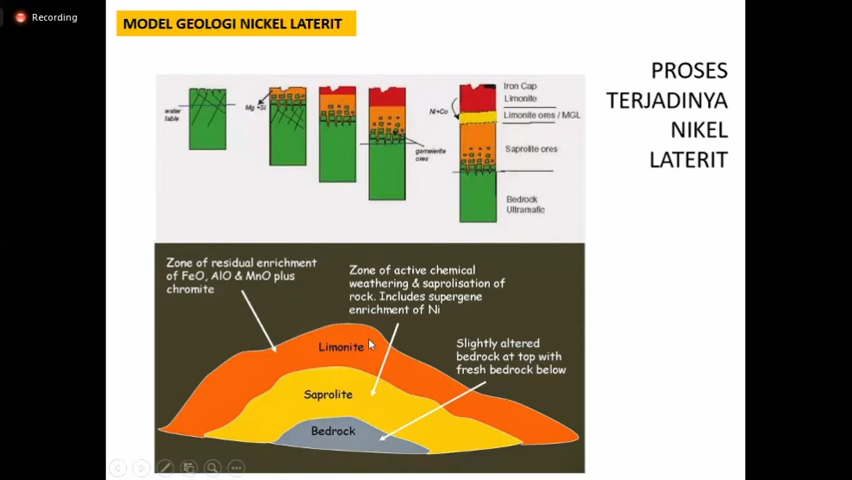 Recording
MODEL GEOLOGI NICKEL LATERIT
PROSES
TERJADINYA
NIKEL
LATERIT
water
table
Mg +Si
garnelerite
ores
Ni+Co
Iron Cap
Limonite
Limonite ores / MGL
Saprolite ores
Bedrock
Ultramafic
Zone of residual enrichment
of FeO, AlO & MnO plus
chromite
Zone of active chemical
weathering & saprolisation of
rock. Includes supergene
enrichment of Ni
Slightly altered
bedrock at top with
fresh bedrock below
Limonite
Saprolite
Bedrock